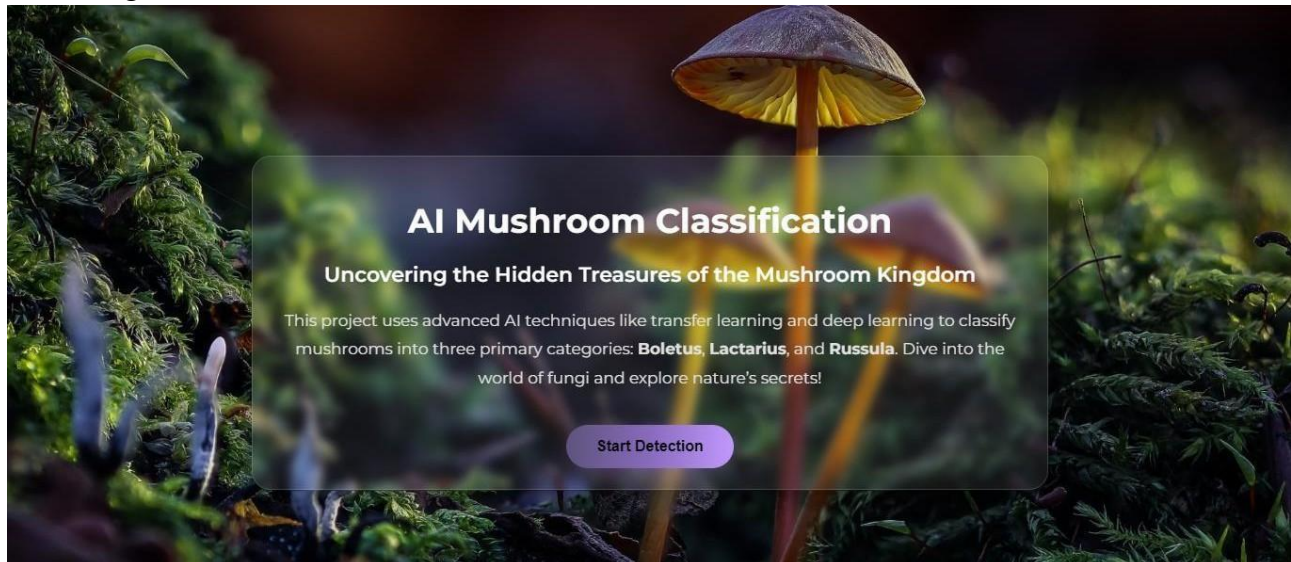 AI Mushroom Classification
Uncovering the Hidden Treasures of the Mushroom Kingdom
This project uses advanced AI techniques like transfer learning and deep learning to classify
mushrooms into three primary categories: Boletus, Lactarius, and Russula. Dive into the
world of fungi and explore nature's secrets!
Start Detection